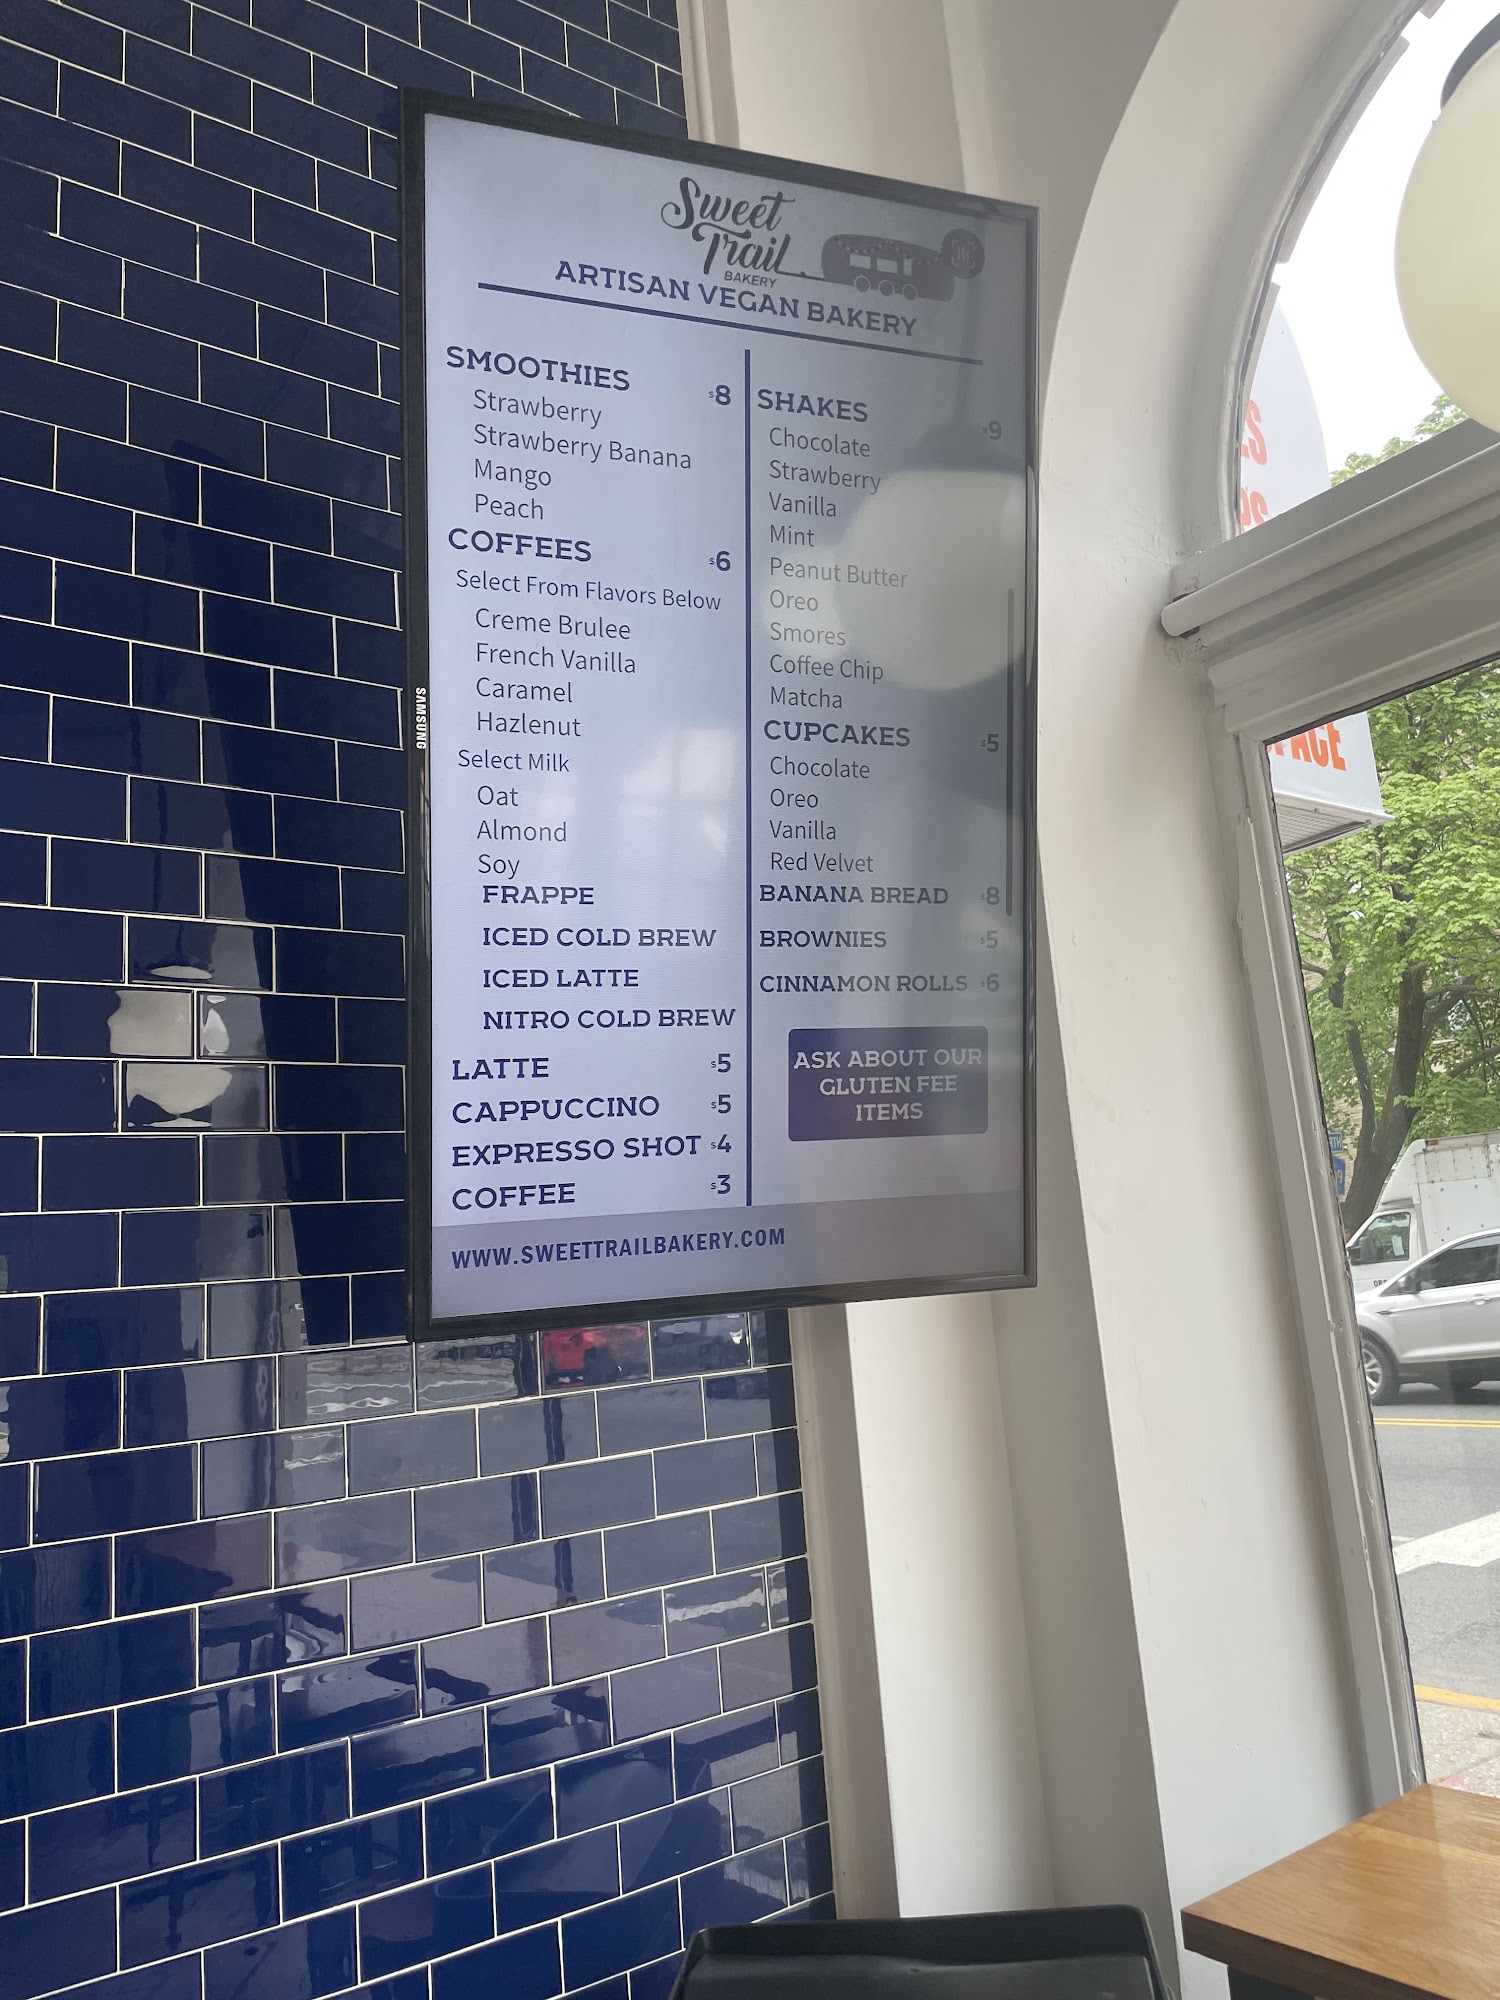 Sweet
Trail
BAKERY
ARTISAN VEGAN BAKERY
SMOOTHIES $8
Strawberry
Strawberry Banana
Mango
Peach
COFFEES $6
Select From Flavors Below
Creme Brulee
French Vanilla
Caramel
Hazlenut
Select Milk
Oat
Almond
Soy
FRAPPE
ICED COLD BREW
ICED LATTE
NITRO COLD BREW
LATTE $5
CAPPUCCINO $5
EXPRESSO SHOT $4
COFFEE $3
SHAKES $9
Chocolate
Strawberry
Vanilla
Mint
Peanut Butter
Oreo
Smores
Coffee Chip
Matcha
CUPCAKES $5
Chocolate
Oreo
Vanilla
Red Velvet
BANANA BREAD $8
BROWNIES $5
CINNAMON ROLLS $6
ASK ABOUT OUR
GLUTEN FEE
ITEMS
WWW.SWEETTRAILBAKERY.COM
SAMSUNG